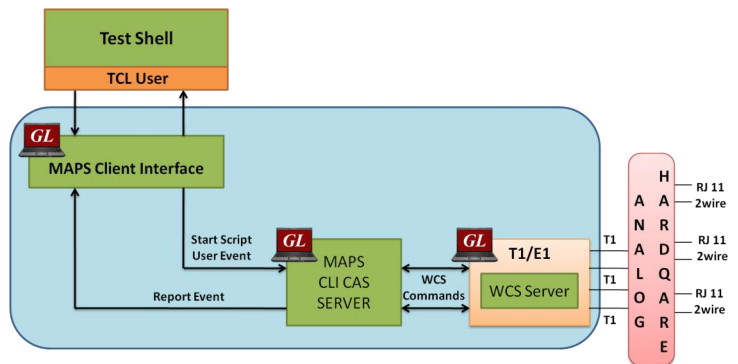 Test Shell
TCL User
GL
MAPS Client Interface
Start Script
User Event
Report Event
GL
MAPS
CLI CAS
SERVER
WCS
Commands
GL
T1/E1
WCS Server
T1
T1
T1
ANALOG
HARDQARE
RJ 11
2wire
RJ 11
2wire
RJ 11
2wire